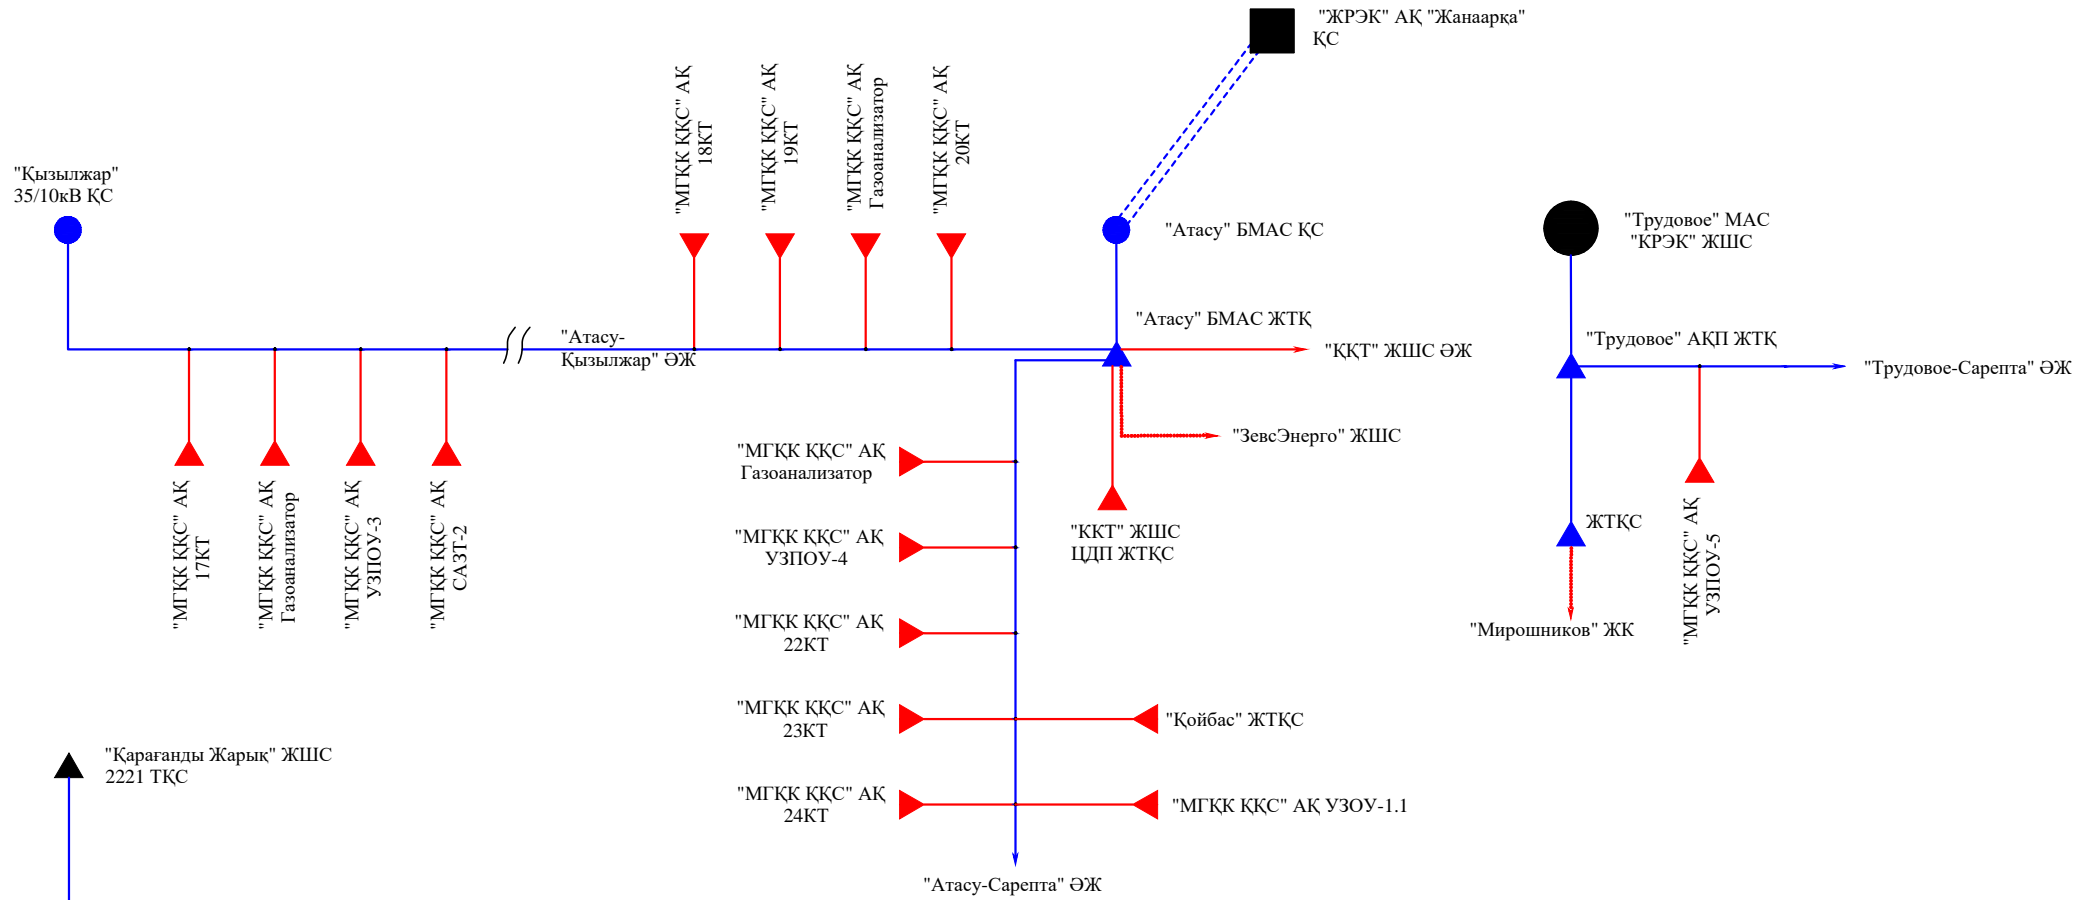 "ЖРЭК" АҚ "Жанаарқа"
ҚС
"МГҚК ҚҚС" АҚ
18КТ
"МГҚК ҚҚС" АҚ
19КТ
"МГҚК ҚҚС" АҚ
Газоанализатор
"МГҚК ҚҚС" АҚ
20КТ
"Қызылжар"
35/10кВ ҚС
"Атасу" БМАС ҚС
"Трудовое" МАС
"КРЭК" ЖШС
"Атасу-
Қызылжар" ӘЖ
"Атасу" БМАС ЖТҚ
"ҚҚТ" ЖШС ӘЖ
"Трудовое" АҚП ЖТҚ
"Трудовое-Сарепта" ӘЖ
"ЗевсЭнерго" ЖШС
"МГҚК ҚҚС" АҚ
17КТ
"МГҚК ҚҚС" АҚ
Газоанализатор
"МГҚК ҚҚС" АҚ
УЗПОУ-3
"МГҚК ҚҚС" АҚ
САЗТ-2
"МГҚК ҚҚС" АҚ
Газоанализатор
"МГҚК ҚҚС" АҚ
УЗПОУ-4
"ККТ" ЖШС
ЦДП ЖТҚС
ЖТҚС
"МГҚК ҚҚС" АҚ
УЗПОУ-5
"МГҚК ҚҚС" АҚ
22КТ
"Мирошников" ЖК
"МГҚК ҚҚС" АҚ
23КТ
"Қойбас" ЖТҚС
"Қарағанды Жарық" ЖШС
2221 ТҚС
"МГҚК ҚҚС" АҚ
24КТ
"МГҚК ҚҚС" АҚ УЗОУ-1.1
"Атасу-Сарепта" ӘЖ